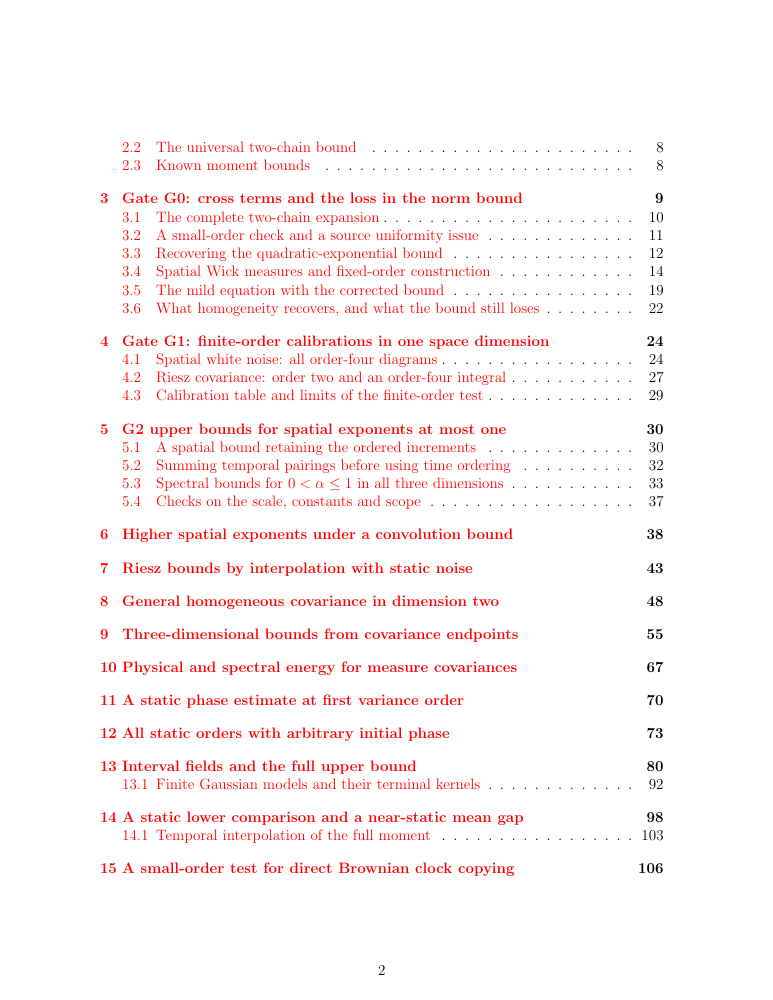 2.2 The universal two-chain bound . . . . . . . . . . . . . . . . . . . . . . . 8
2.3 Known moment bounds . . . . . . . . . . . . . . . . . . . . . . . . . . . 8
3 Gate G0: cross terms and the loss in the norm bound 9
3.1 The complete two-chain expansion . . . . . . . . . . . . . . . . . . . . . . 10
3.2 A small-order check and a source uniformity issue . . . . . . . . . . . . . 11
3.3 Recovering the quadratic-exponential bound . . . . . . . . . . . . . . . . 12
3.4 Spatial Wick measures and fixed-order construction . . . . . . . . . . . . 14
3.5 The mild equation with the corrected bound . . . . . . . . . . . . . . . . 19
3.6 What homogeneity recovers, and what the bound still loses . . . . . . . . 22
4 Gate G1: finite-order calibrations in one space dimension 24
4.1 Spatial white noise: all order-four diagrams . . . . . . . . . . . . . . . . . 24
4.2 Riesz covariance: order two and an order-four integral . . . . . . . . . . . 27
4.3 Calibration table and limits of the finite-order test . . . . . . . . . . . . . 29
5 G2 upper bounds for spatial exponents at most one 30
5.1 A spatial bound retaining the ordered increments . . . . . . . . . . . . . 30
5.2 Summing temporal pairings before using time ordering . . . . . . . . . . 32
5.3 Spectral bounds for 0 < α ≤ 1 in all three dimensions . . . . . . . . . . . 33
5.4 Checks on the scale, constants and scope . . . . . . . . . . . . . . . . . . 37
6 Higher spatial exponents under a convolution bound 38
7 Riesz bounds by interpolation with static noise 43
8 General homogeneous covariance in dimension two 48
9 Three-dimensional bounds from covariance endpoints 55
10 Physical and spectral energy for measure covariances 67
11 A static phase estimate at first variance order 70
12 All static orders with arbitrary initial phase 73
13 Interval fields and the full upper bound 80
13.1 Finite Gaussian models and their terminal kernels . . . . . . . . . . . . . 92
14 A static lower comparison and a near-static mean gap 98
14.1 Temporal interpolation of the full moment . . . . . . . . . . . . . . . . . 103
15 A small-order test for direct Brownian clock copying 106
2